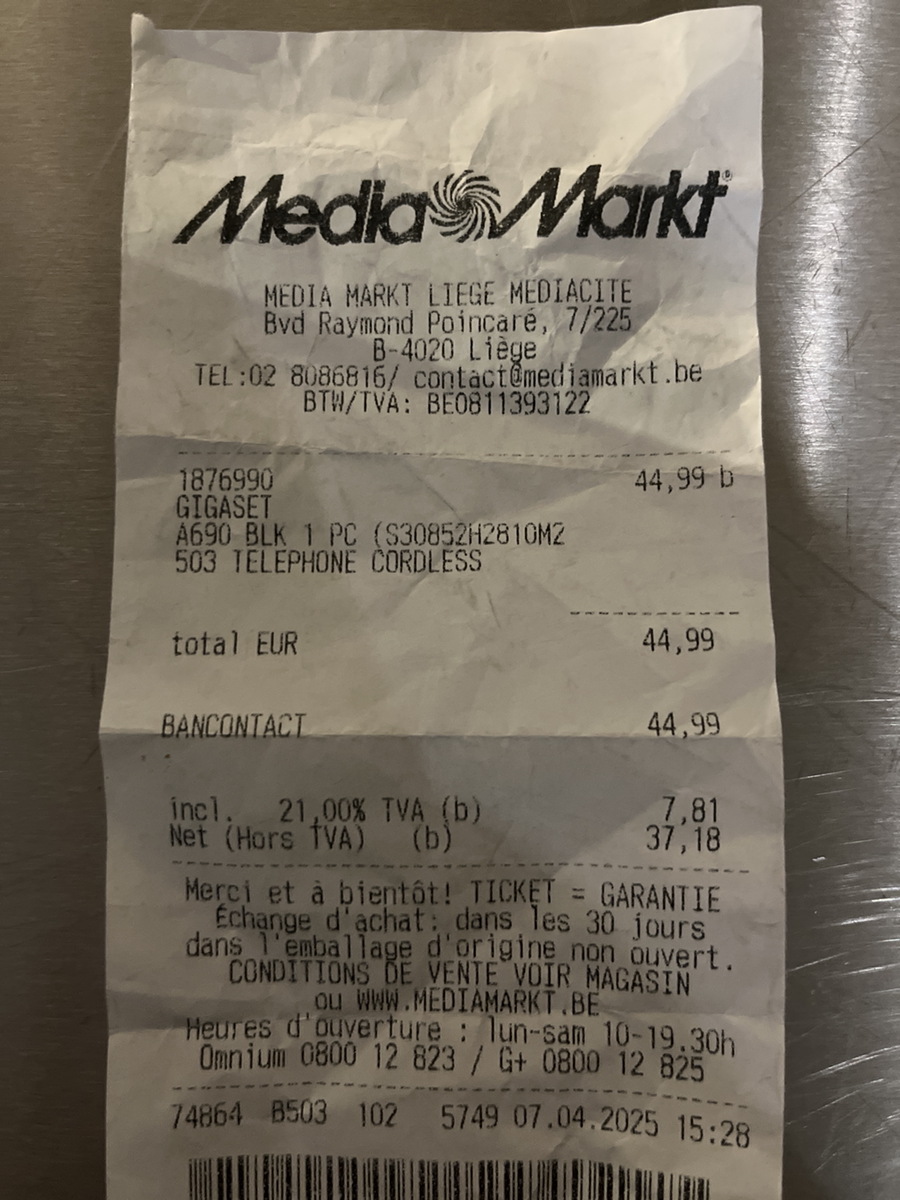 Media Markt®
MEDIA MARKT LIEGE MEDIACITE
Bvd Raymond Poincaré, 7/225
B-4020 Liège
TEL:02 8086816/ contact@mediamarkt.be
BTW/TVA: BE0811393122
1876990 44,99 b
GIGASET
A690 BLK 1 PC (S30852H2810M2
503 TELEPHONE CORDLESS
total EUR 44,99
BANCONTACT 44,99
incl. 21,00% TVA (b) 7,81
Net (Hors TVA) (b) 37,18
Merci et à bientôt! TICKET = GARANTIE
Échange d'achat: dans les 30 jours
dans l'emballage d'origine non ouvert.
CONDITIONS DE VENTE VOIR MAGASIN
ou WWW.MEDIAMARKT.BE
Heures d'ouverture : lun-sam 10-19.30h
Omnium 0800 12 823 / G+ 0800 12 825
74864 B503 102 5749 07.04.2025 15:28